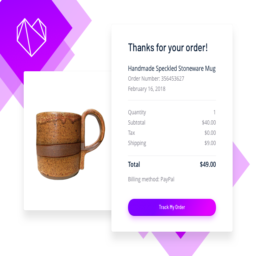 Thanks for your order!
Handmade Speckled Stoneware Mug
Order Number: 356453627
February 16, 2018
Quantity 1
Subtotal $40.00
Tax $0.00
Shipping $9.00
Total $49.00
Billing method: PayPal
Track My Order